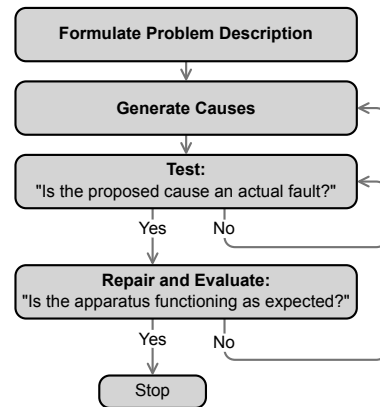 Formulate Problem Description
Generate Causes
Test:
"Is the proposed cause an actual fault?"
Yes
No
Repair and Evaluate:
"Is the apparatus functioning as expected?"
Yes
No
Stop